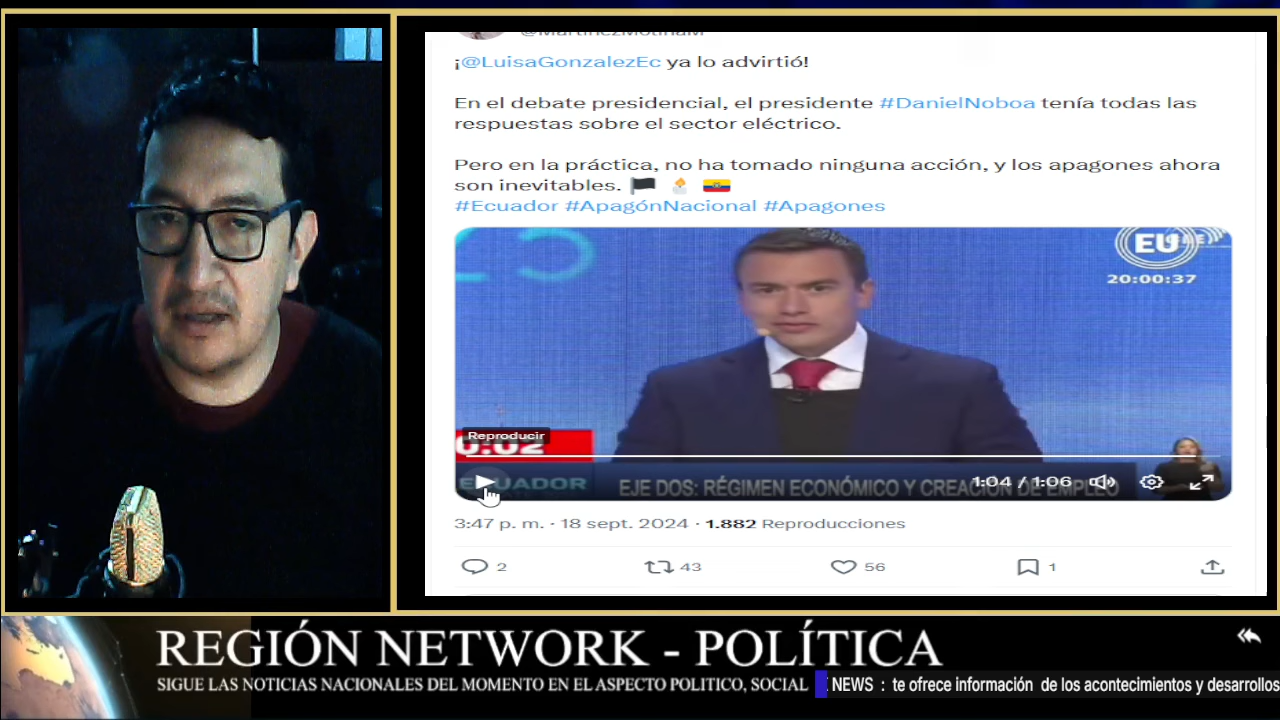 @MartinezMolinaM
¡@LuisaGonzalezEc ya lo advirtió!
En el debate presidencial, el presidente #DanielNoboa tenía todas las
respuestas sobre el sector eléctrico.
Pero en la práctica, no ha tomado ninguna acción, y los apagones ahora
son inevitables.
#Ecuador #ApagónNacional #Apagones
EU
20:00:37
Reproducir
0:02
ECUADOR
1:04 / 1:06
EJE DOS: RÉGIMEN ECONÓMICO Y CREACIÓN DE EMPLEO
3:47 p. m. · 18 sept. 2024 · 1.882 Reproducciones
2 43 56 1
REGIÓN NETWORK - POLÍTICA
SIGUE LAS NOTICIAS NACIONALES DEL MOMENTO EN EL ASPECTO POLITICO, SOCIAL
NEWS : te ofrece información de los acontecimientos y desarrollos